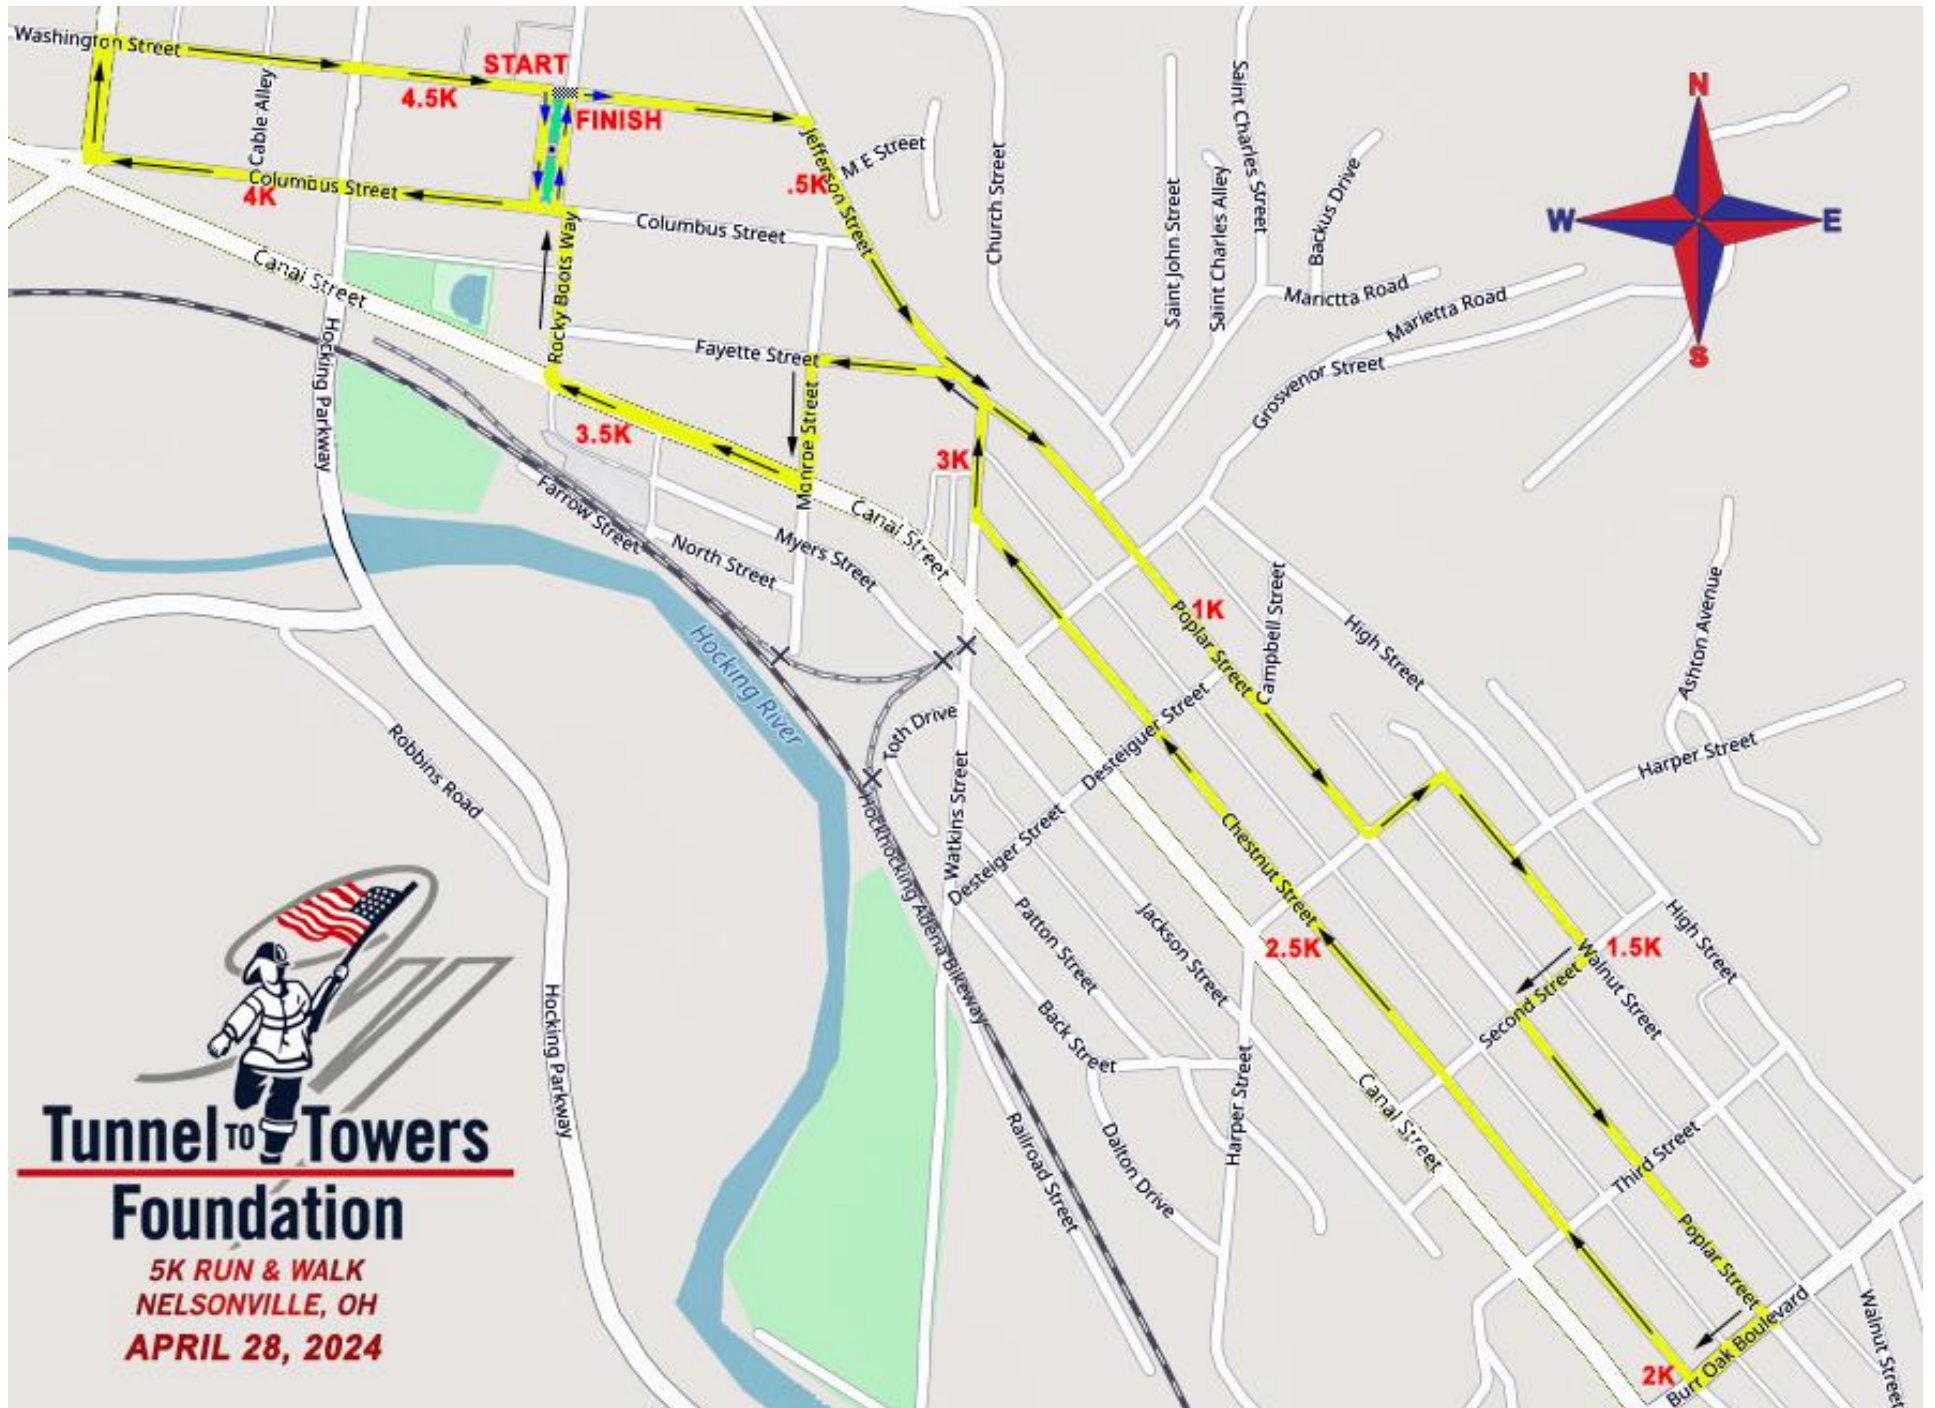 Washington Street
START
4.5K
FINISH
Cable Alley
Columbus Street
4K
Jefferson Street
M E Street
.5K
Columbus Street
Church Street
Saint John Street
Saint Charles Alley
Saint Charles Street
Backus Drive
Marictta Road
Marietta Road
Grosvenor Street
N
W
E
S
Canal Street
Rocky Boots Way
Fayette Street
Hocking Parkway
3.5K
Monroe Street
3K
Farrow Street
North Street
Myers Street
Canal Street
1K
Poplar Street
Campbell Street
High Street
Ashton Avenue
Harper Street
Hocking River
Toth Drive
Desteiguer Street
Robbins Road
Watkins Street
Desteiger Street
Chestnut Street
Hockhocking Adena Bikeway
Patton Street
Jackson Street
2.5K
1.5K
Walnut Street
High Street
Second Street
Back Street
Hocking Parkway
Canal Street
Harper Street
Dalton Drive
Railroad Street
Third Street
Poplar Street
Burr Oak Boulevard
Walnut Street
2K
Tunnel TO Towers
Foundation
5K RUN & WALK
NELSONVILLE, OH
APRIL 28, 2024